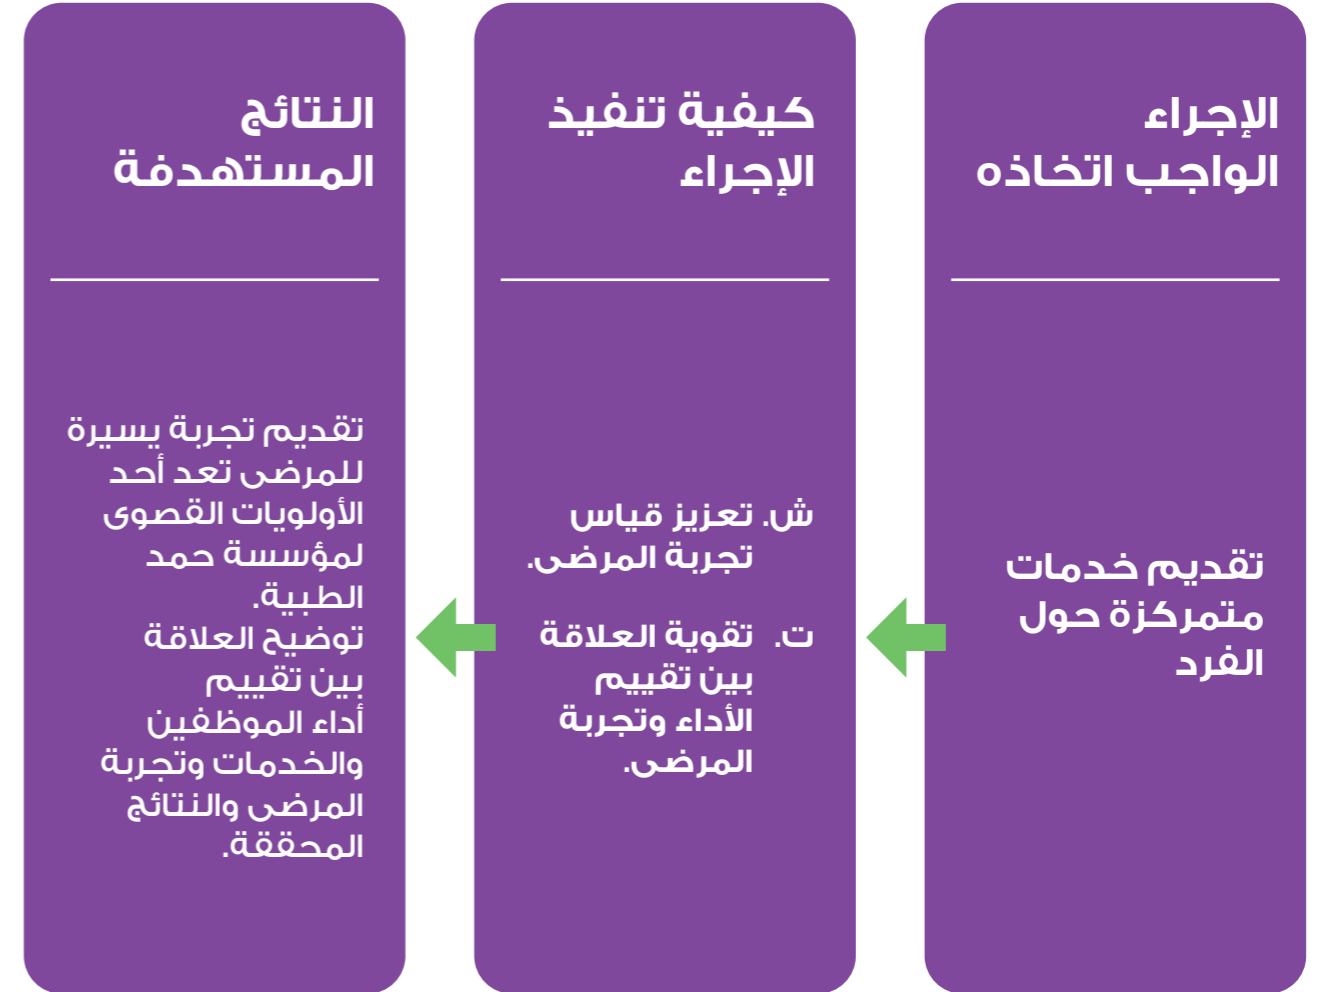 الإجراء
الواجب اتخاذه
تقديم خدمات
متمركزة حول
الفرد
كيفية تنفيذ
الإجراء
ش. تعزيز قياس
تجربة المرضى.
ت. تقوية العلاقة
بين تقييم
الأداء وتجربة
المرضى.
النتائج
المستهدفة
تقديم تجربة يسيرة
للمرضى تعد أحد
الأولويات القصوى
لمؤسسة حمد
الطبية.
توضيح العلاقة
بين تقييم
أداء الموظفين
والخدمات وتجربة
المرضى والنتائج
المحققة.